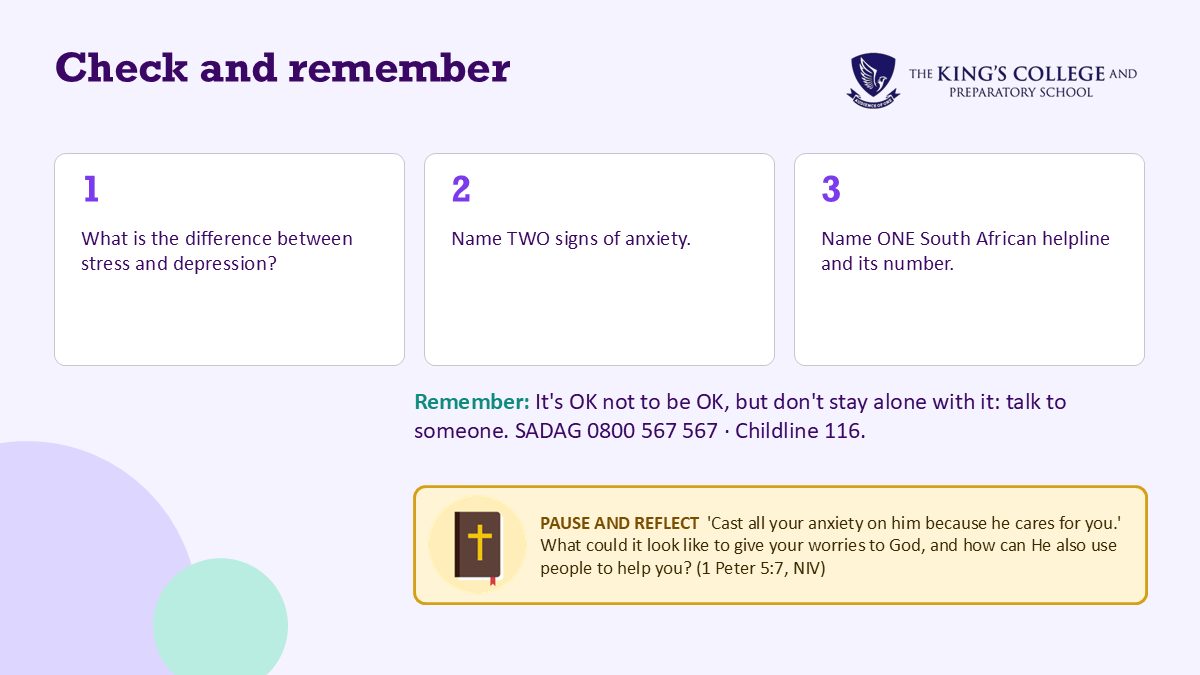 Check and remember
THE KING'S COLLEGE AND
PREPARATORY SCHOOL
AUDIENCE OF ONE
1
What is the difference between
stress and depression?
2
Name TWO signs of anxiety.
3
Name ONE South African helpline
and its number.
Remember: It's OK not to be OK, but don't stay alone with it: talk to
someone. SADAG 0800 567 567 · Childline 116.
PAUSE AND REFLECT 'Cast all your anxiety on him because he cares for you.'
What could it look like to give your worries to God, and how can He also use
people to help you? (1 Peter 5:7, NIV)